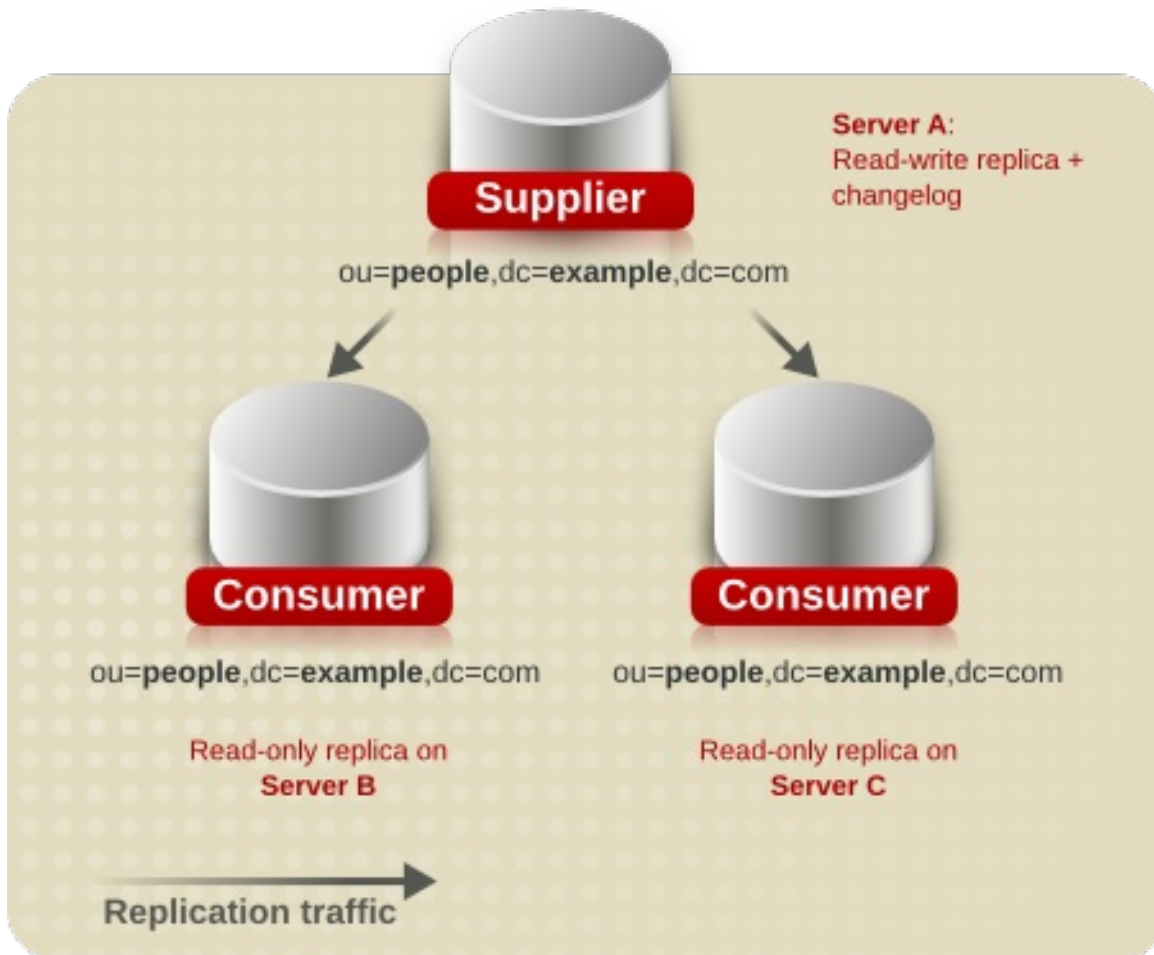 Supplier
Server A:
Read-write replica +
changelog
ou=people,dc=example,dc=com
Consumer
Consumer
ou=people,dc=example,dc=com
ou=people,dc=example,dc=com
Read-only replica on
Server B
Read-only replica on
Server C
Replication traffic